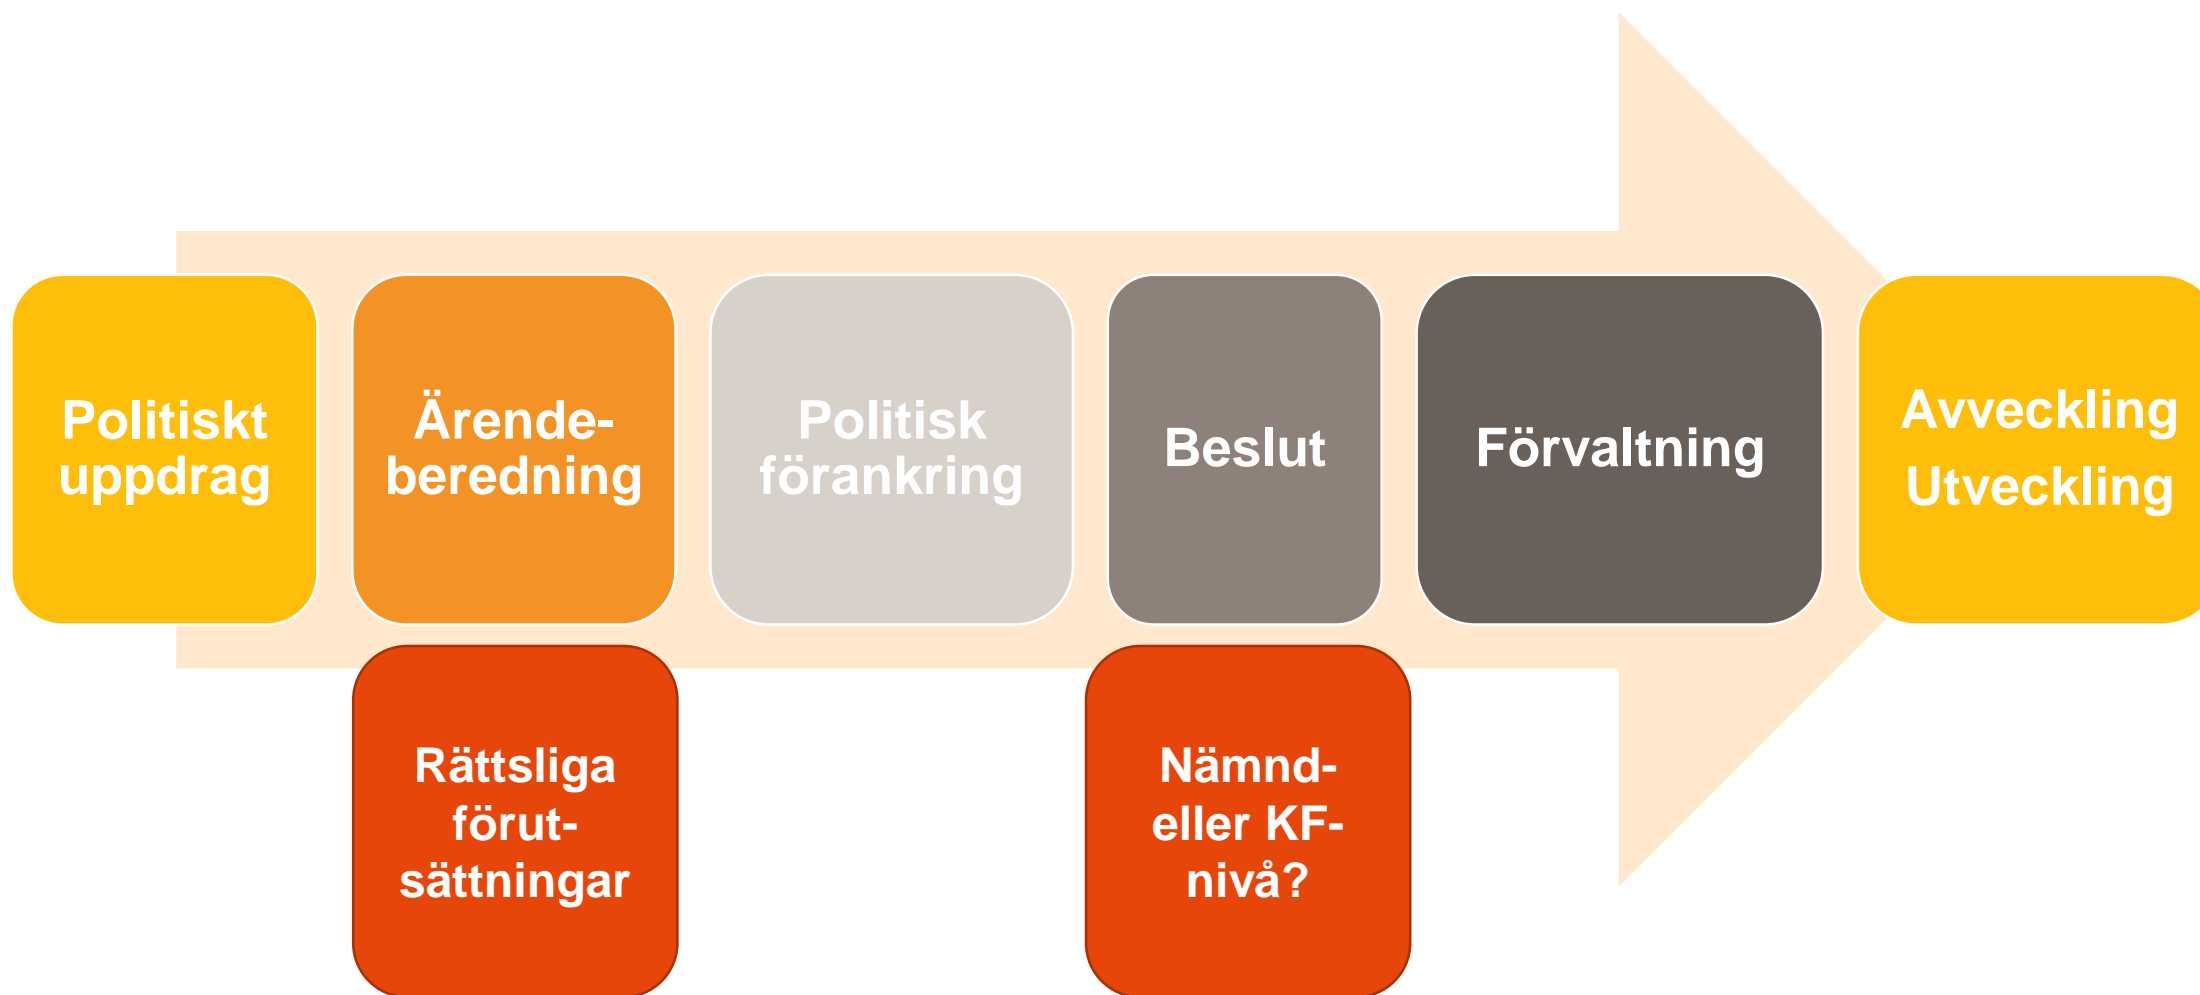 Politiskt
uppdrag
Ärende-
beredning
Politisk
förankring
Beslut
Förvaltning
Avveckling
Utveckling
Rättsliga
förut-
sättningar
Nämnd-
eller KF-
nivå?